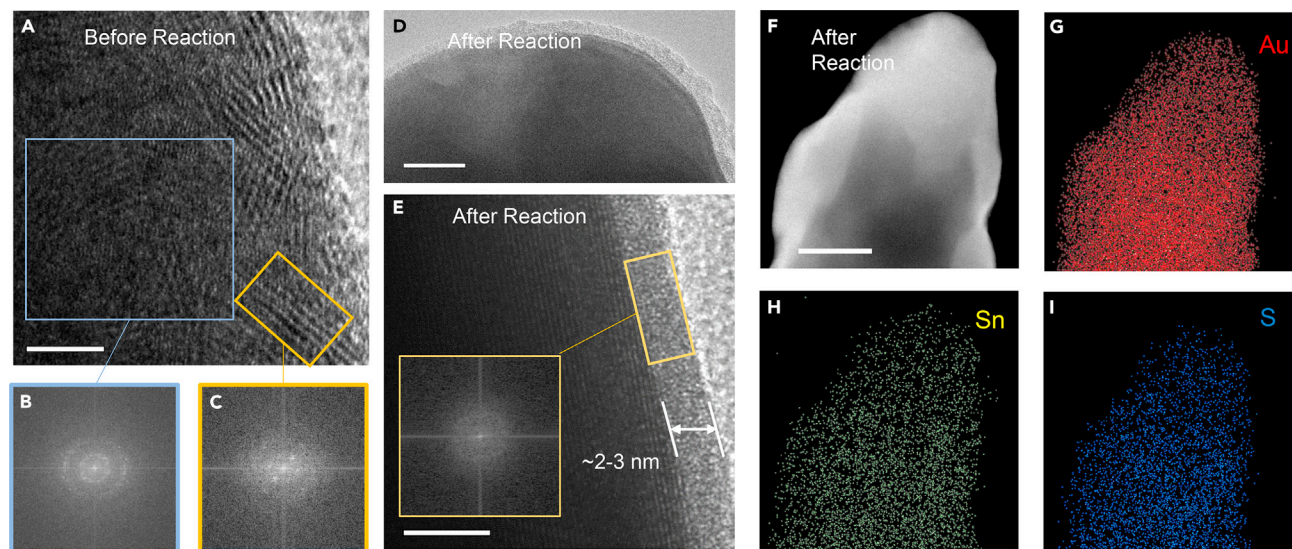 A
Before Reaction
B
C
D
After Reaction
E
After Reaction
~2-3 nm
F
After
Reaction
G
Au
H
Sn
I
S